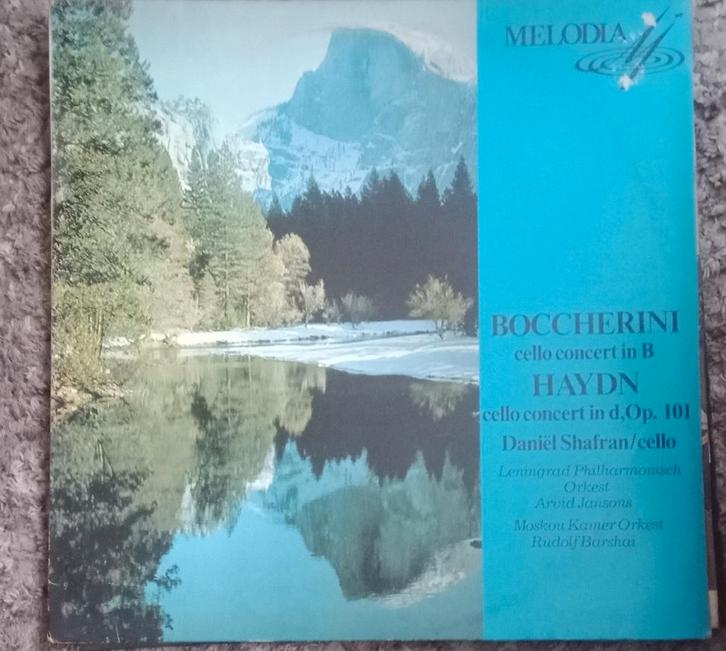 MELODIA
BOCCHERINI
cello concert in B
HAYDN
cello concert in d, Op. 101
Daniël Shafran/cello
Leningrad Philharmonisch
Orkest
Arvid Jansons
Moskou Kamer Orkest
Rudolf Barshai